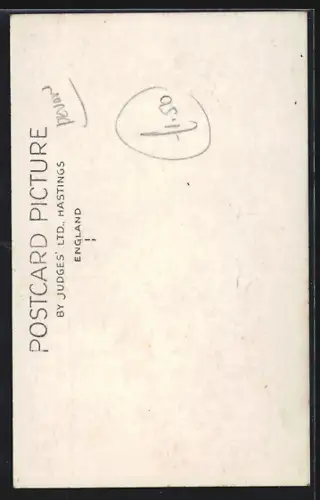 POSTCARD PICTURE
BY JUDGES' LTD., HASTINGS
ENGLAND
Devon
£1.50